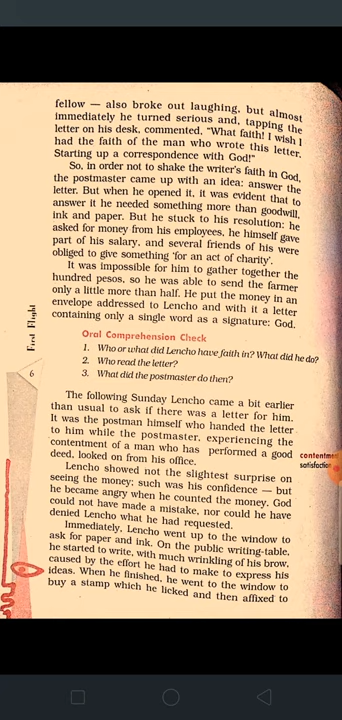 fellow — also broke out laughing, but almost
immediately he turned serious and, tapping the
letter on his desk, commented, "What faith! I wish I
had the faith of the man who wrote this letter.
Starting up a correspondence with God!"
So, in order not to shake the writer's faith in God,
the postmaster came up with an idea: answer the
letter. But when he opened it, it was evident that to
answer it he needed something more than goodwill,
ink and paper. But he stuck to his resolution: he
asked for money from his employees, he himself gave
part of his salary, and several friends of his were
obliged to give something 'for an act of charity'.
It was impossible for him to gather together the
hundred pesos, so he was able to send the farmer
only a little more than half. He put the money in an
envelope addressed to Lencho and with it a letter
containing only a single word as a signature: God.
Oral Comprehension Check
1. Who or what did Lencho have faith in? What did he do?
2. Who read the letter?
3. What did the postmaster do then?
First Flight
6
The following Sunday Lencho came a bit earlier
than usual to ask if there was a letter for him.
It was the postman himself who handed the letter
to him while the postmaster, experiencing the
contentment of a man who has performed a good
deed, looked on from his office.
contentment
satisfaction
Lencho showed not the slightest surprise on
seeing the money; such was his confidence — but
he became angry when he counted the money. God
could not have made a mistake, nor could he have
denied Lencho what he had requested.
Immediately, Lencho went up to the window to
ask for paper and ink. On the public writing-table,
he started to write, with much wrinkling of his brow,
caused by the effort he had to make to express his
ideas. When he finished, he went to the window to
buy a stamp which he licked and then affixed to